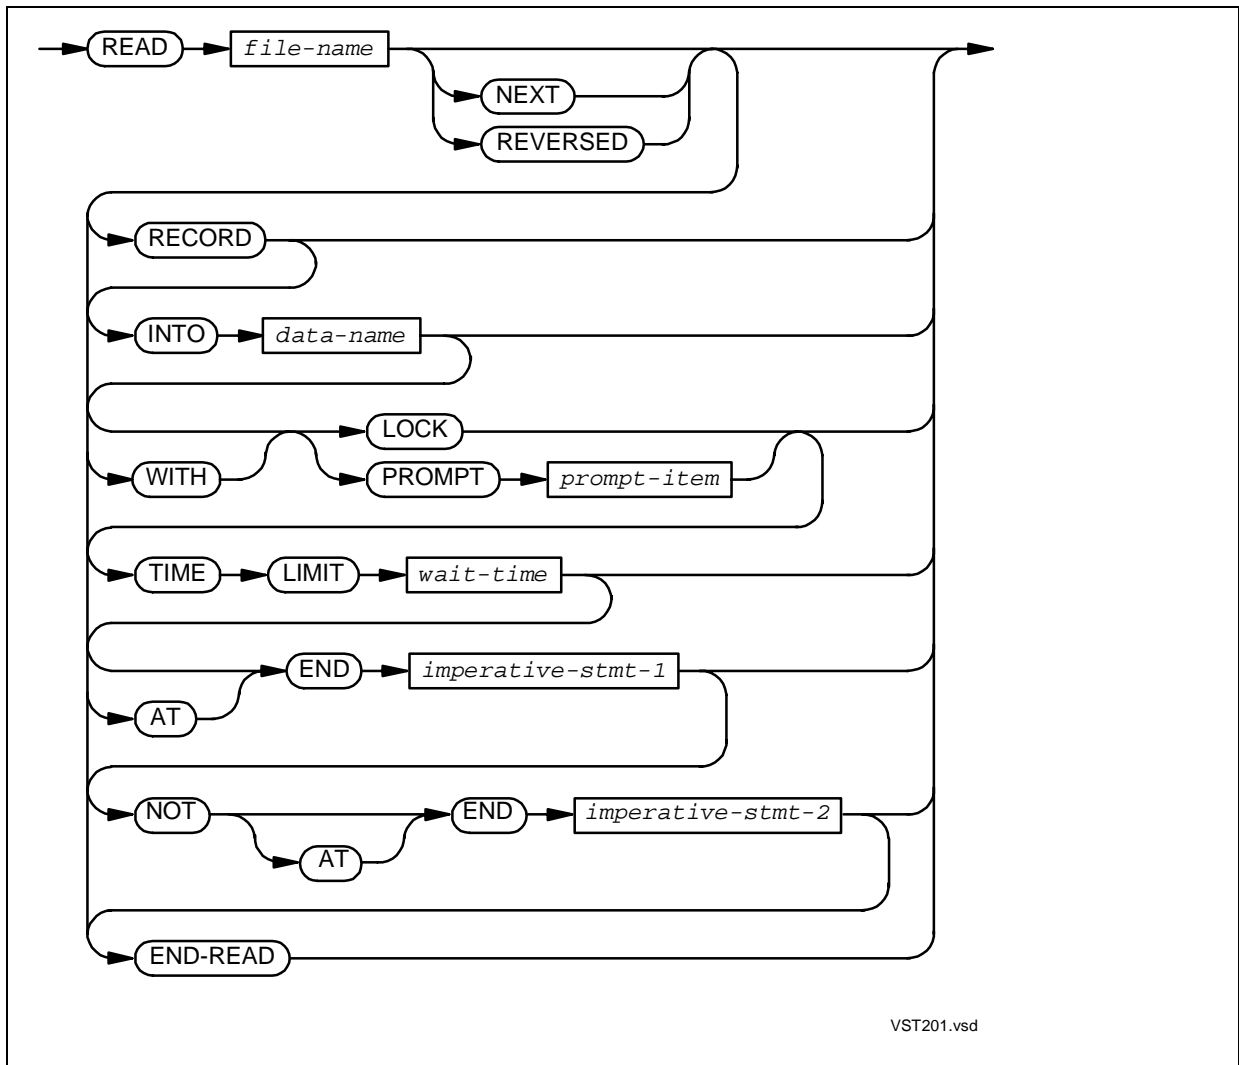 READ file-name
NEXT
REVERSED
RECORD
INTO data-name
LOCK
WITH PROMPT prompt-item
TIME LIMIT wait-time
END imperative-stmt-1
AT
NOT END imperative-stmt-2
AT
END-READ
VST201.vsd